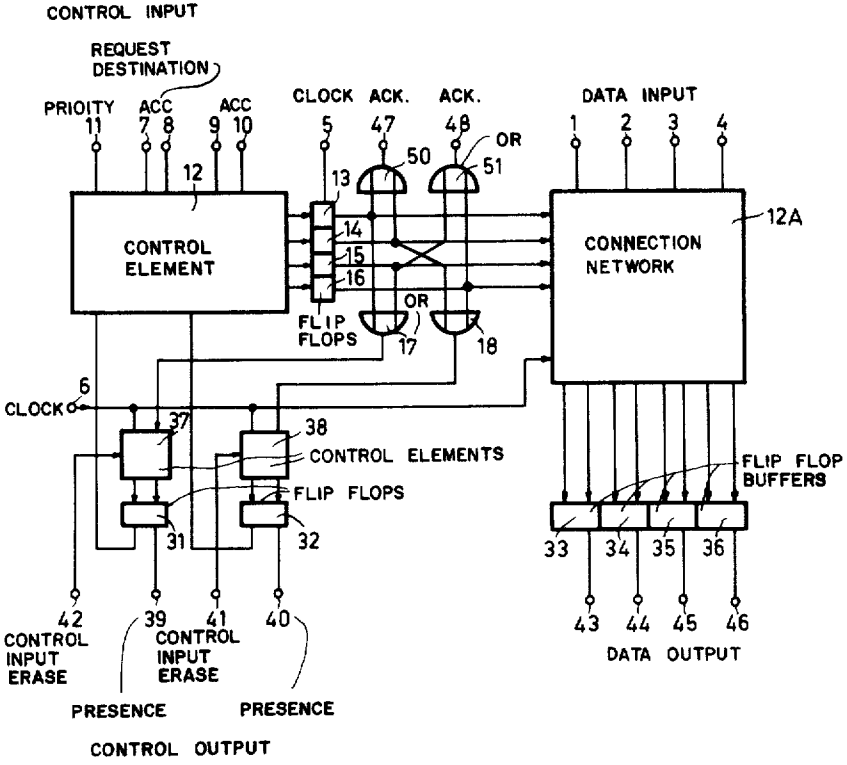 CONTROL INPUT
REQUEST
DESTINATION
PRIOITY
ACC
ACC
CLOCK
ACK.
ACK.
DATA INPUT
11
7
8
9
10
5
47
48
1
2
3
4
OR
12
13
50
51
12A
CONTROL
ELEMENT
14
15
16
CONNECTION
NETWORK
FLIP
FLOPS
OR
17
18
6
CLOCK
37
38
CONTROL ELEMENTS
FLIP FLOPS
FLIP FLOP
BUFFERS
31
32
33
34
35
36
42
39
41
40
43
44
45
46
CONTROL
INPUT
ERASE
CONTROL
INPUT
ERASE
DATA OUTPUT
PRESENCE
PRESENCE
CONTROL OUTPUT